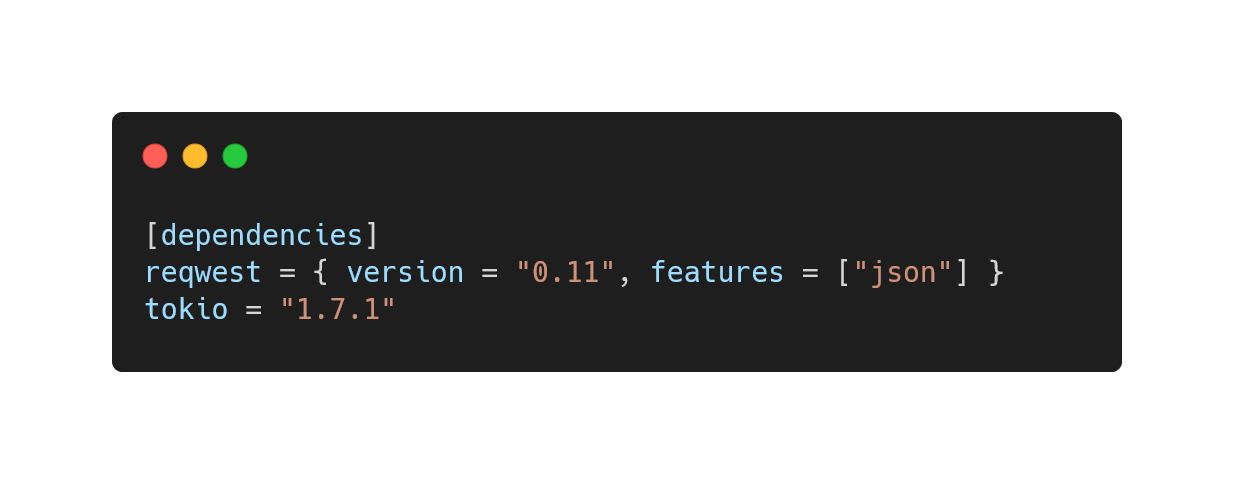 [dependencies]
reqwest = { version = "0.11", features = ["json"] }
tokio = "1.7.1"